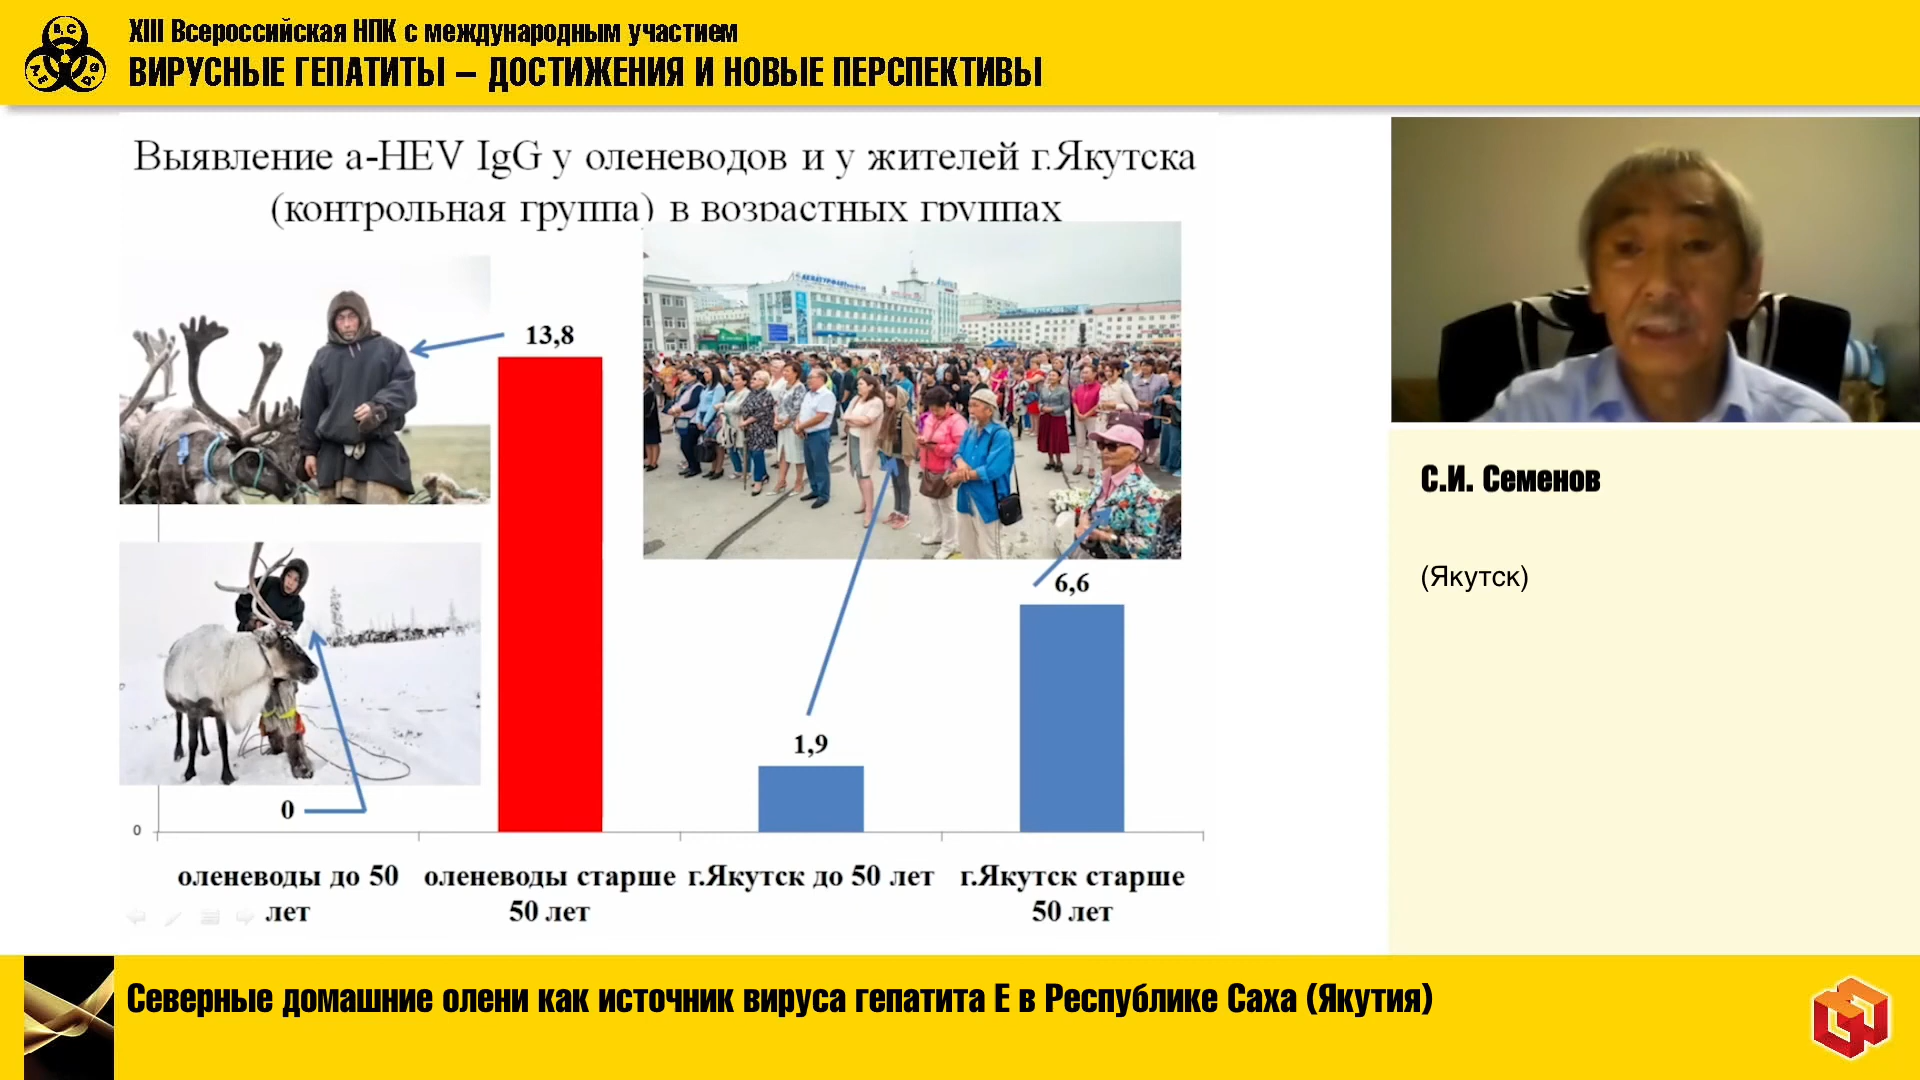 XIII Всероссийская НПК с международным участием
ВИРУСНЫЕ ГЕПАТИТЫ – ДОСТИЖЕНИЯ И НОВЫЕ ПЕРСПЕКТИВЫ
Выявление а-HEV IgG у оленеводов и у жителей г.Якутска
(контрольная группа) в возрастных группах
13,8
6,6
1,9
0
0
оленеводы до 50
лет
оленеводы старше
50 лет
г.Якутск до 50 лет
г.Якутск старше
50 лет
С.И. Семенов
(Якутск)
Северные домашние олени как источник вируса гепатита Е в Республике Саха (Якутия)